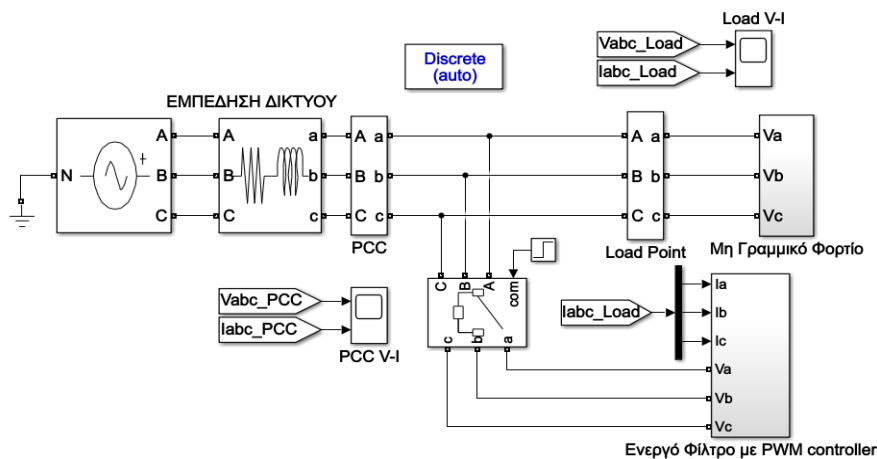 Load V-I
Vabc_Load
Iabc_Load
Discrete
(auto)
ΕΜΠΕΔΗΣΗ ΔΙΚΤΥΟΥ
N
A
B
C
+
A
B
C
a
b
c
A a
B b
C c
PCC
A a
B b
C c
Load Point
Va
Vb
Vc
Μη Γραμμικό Φορτίο
Vabc_PCC
Iabc_PCC
PCC V-I
C
B
A
com
c
b
a
Iabc_Load
Ia
Ib
Ic
Va
Vb
Vc
Ενεργό Φίλτρο με PWM controller